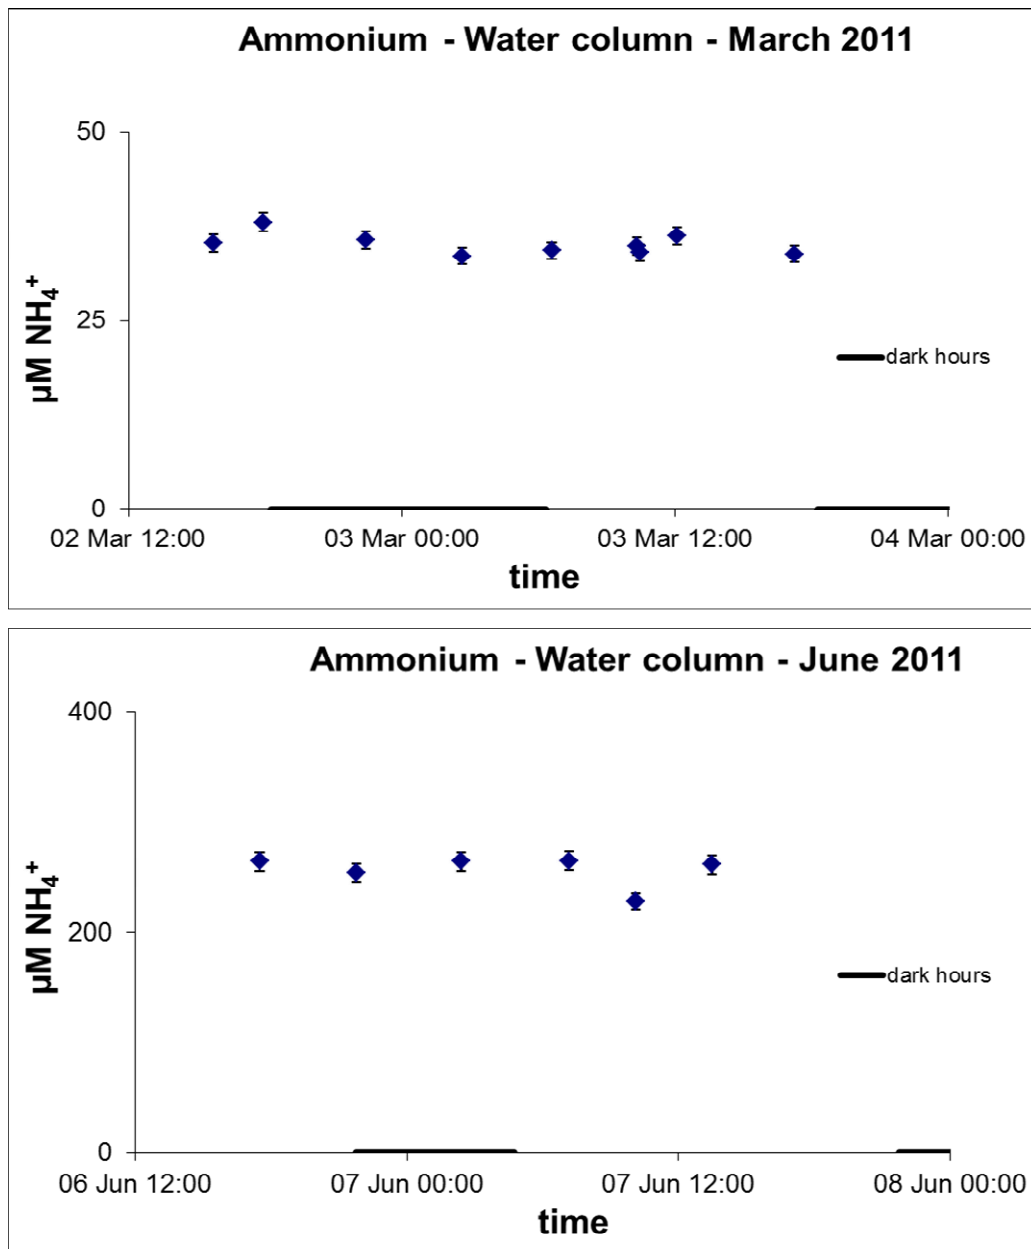 Ammonium - Water column - March 2011
50
25
0
µM NH₄⁺
dark hours
02 Mar 12:00 03 Mar 00:00 03 Mar 12:00 04 Mar 00:00
time
Ammonium - Water column - June 2011
400
200
0
µM NH₄⁺
dark hours
06 Jun 12:00 07 Jun 00:00 07 Jun 12:00 08 Jun 00:00
time